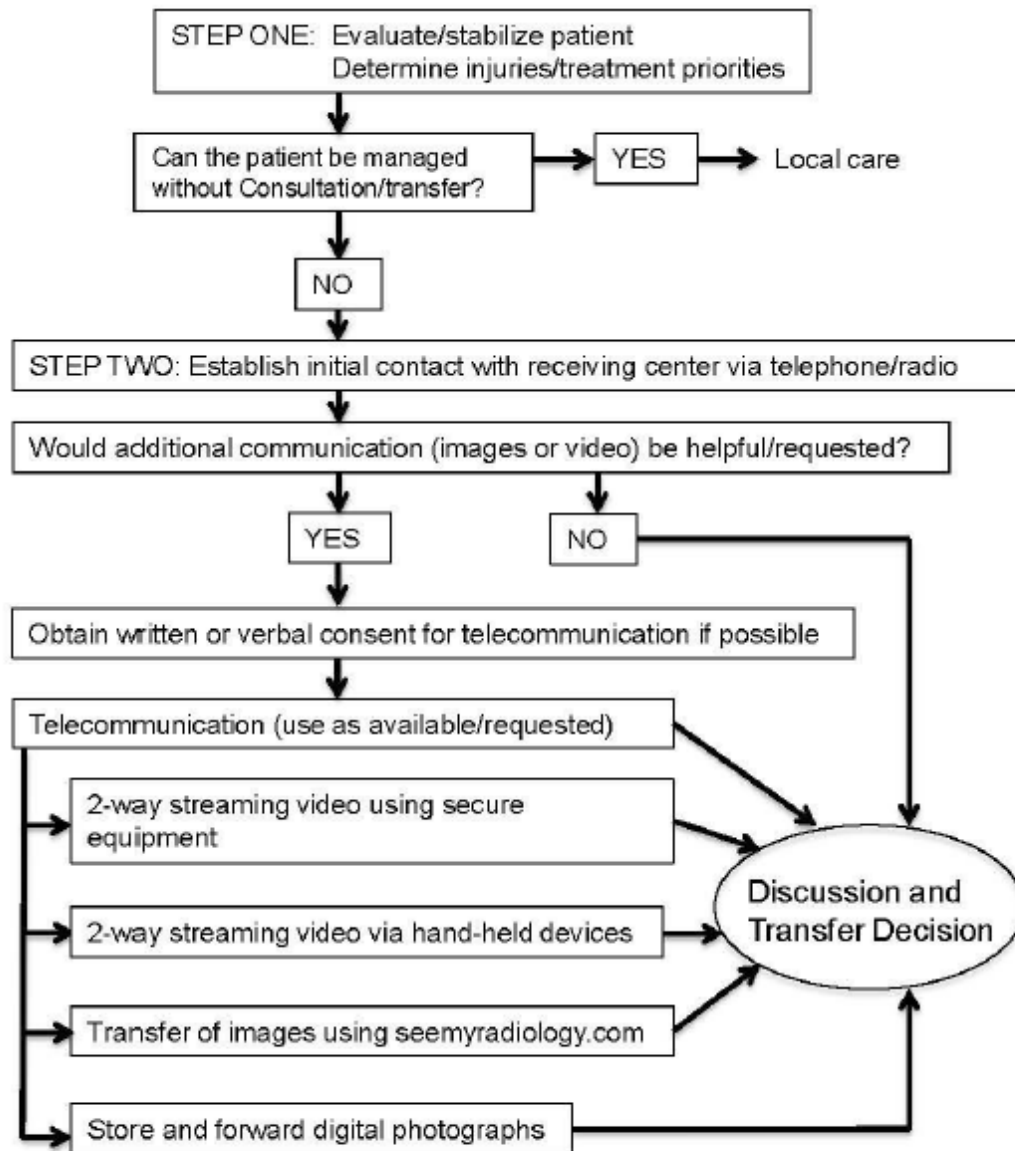 STEP ONE: Evaluate/stabilize patient
Determine injuries/treatment priorities
Can the patient be managed
without Consultation/transfer?
YES
Local care
NO
STEP TWO: Establish initial contact with receiving center via telephone/radio
Would additional communication (images or video) be helpful/requested?
YES
NO
Obtain written or verbal consent for telecommunication if possible
Telecommunication (use as available/requested)
2-way streaming video using secure
equipment
2-way streaming video via hand-held devices
Transfer of images using seemyradiology.com
Store and forward digital photographs
Discussion and
Transfer Decision